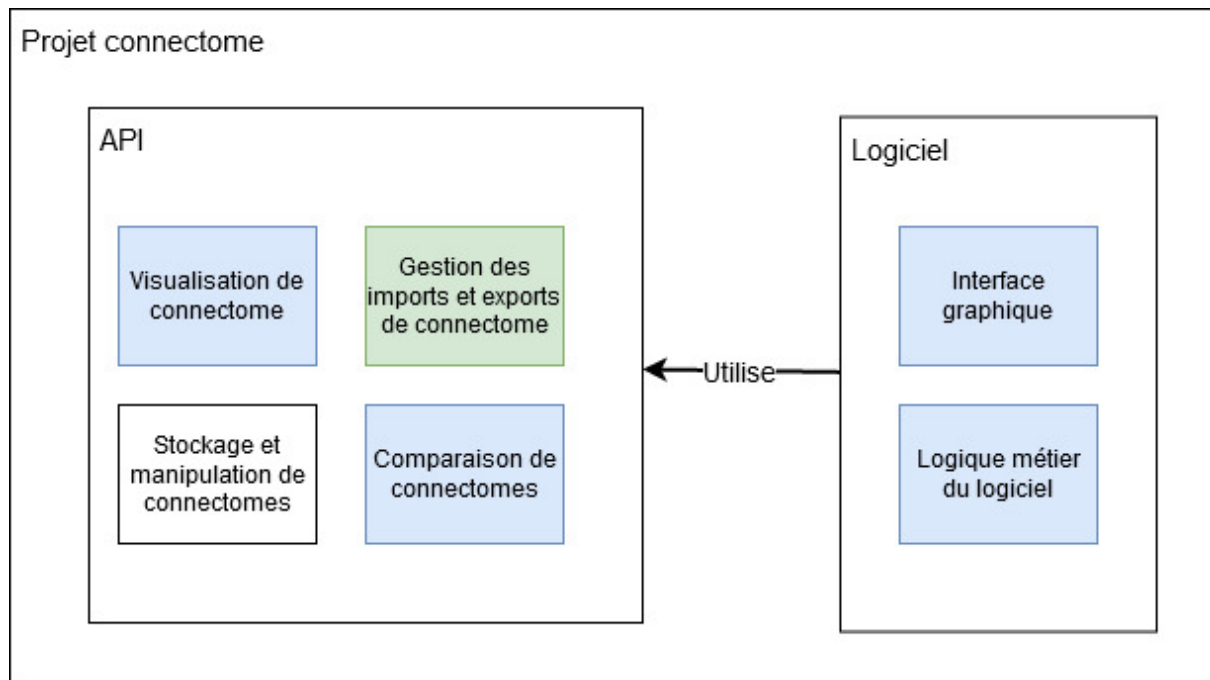 Projet connectome
API
Visualisation de
connectome
Gestion des
imports et exports
de connectome
Stockage et
manipulation de
connectomes
Comparaison de
connectomes
Utilise
Logiciel
Interface
graphique
Logique métier
du logiciel